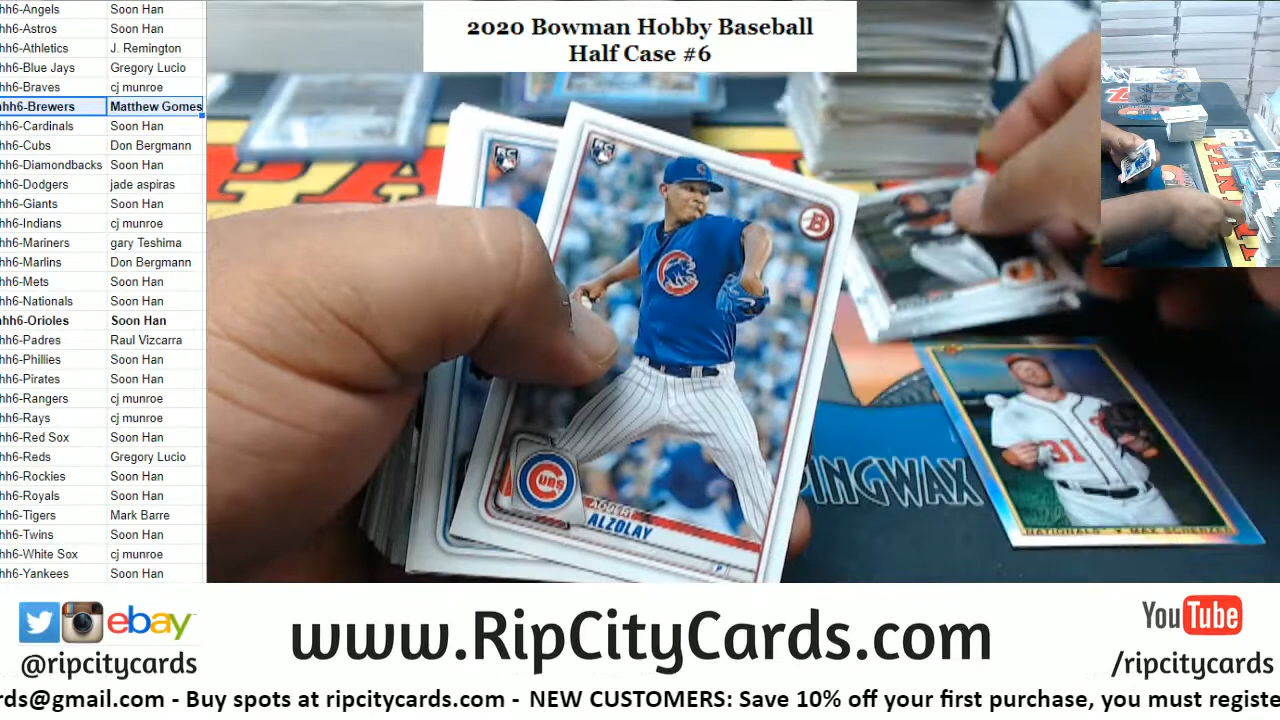 hh6-Angels Soon Han
hh6-Astros Soon Han
hh6-Athletics J. Remington
hh6-Blue Jays Gregory Lucio
hh6-Braves cj munroe
hh6-Brewers Matthew Gomes
hh6-Cardinals Soon Han
hh6-Cubs Don Bergmann
hh6-Diamondbacks Soon Han
hh6-Dodgers jade aspiras
hh6-Giants Soon Han
hh6-Indians cj munroe
hh6-Mariners gary Teshima
hh6-Marlins Don Bergmann
hh6-Mets Soon Han
hh6-Nationals Soon Han
hh6-Orioles Soon Han
hh6-Padres Raul Vizcarra
hh6-Phillies Soon Han
hh6-Pirates Soon Han
hh6-Rangers cj munroe
hh6-Rays cj munroe
hh6-Red Sox Soon Han
hh6-Reds Gregory Lucio
hh6-Rockies Soon Han
hh6-Royals Soon Han
hh6-Tigers Mark Barre
hh6-Twins Soon Han
hh6-White Sox cj munroe
hh6-Yankees Soon Han
2020 Bowman Hobby Baseball
Half Case #6
RC
RC
B
CUBS
ADBERT
ALZOLAY
P
31
NATIONALS MAX SCHERZER
PINGWAX
ebay
@ripcitycards
www.RipCityCards.com
YouTube
/ripcitycards
rds@gmail.com - Buy spots at ripcitycards.com - NEW CUSTOMERS: Save 10% off your first purchase, you must registe